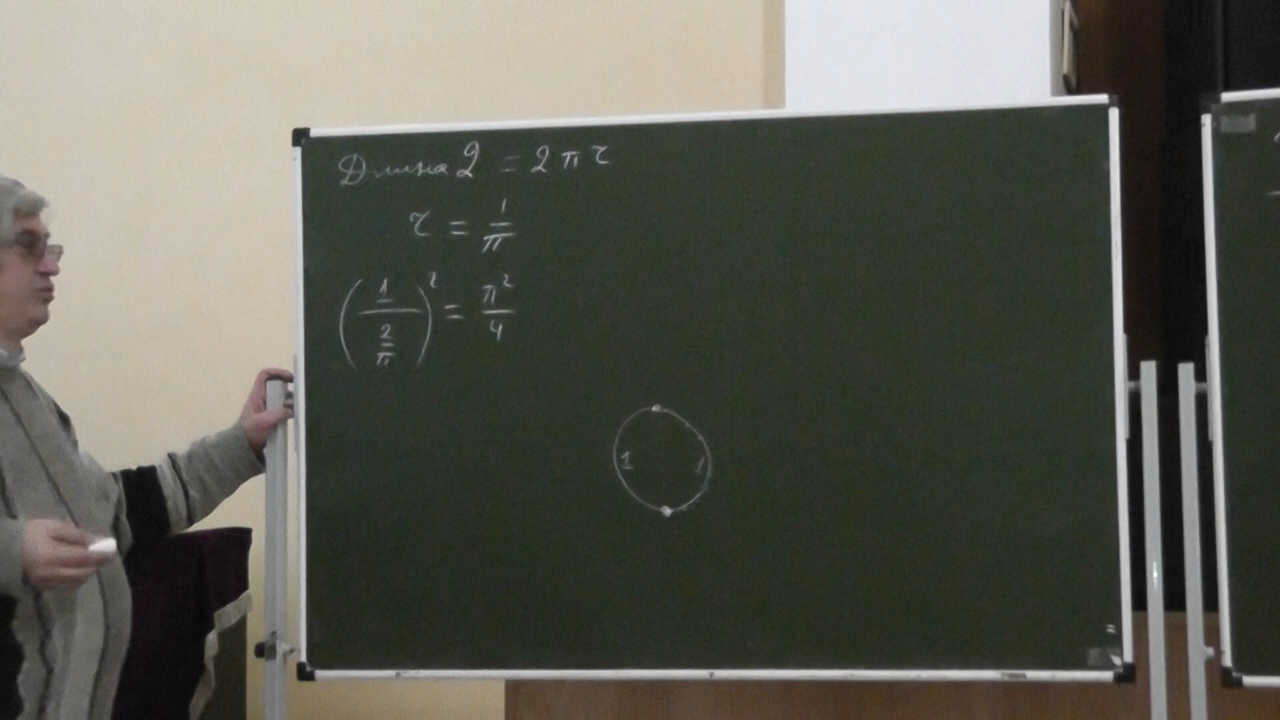 Длина 2 = 2πr
r = 1/π
(1/(2/π))² = π²/4
1 1
=